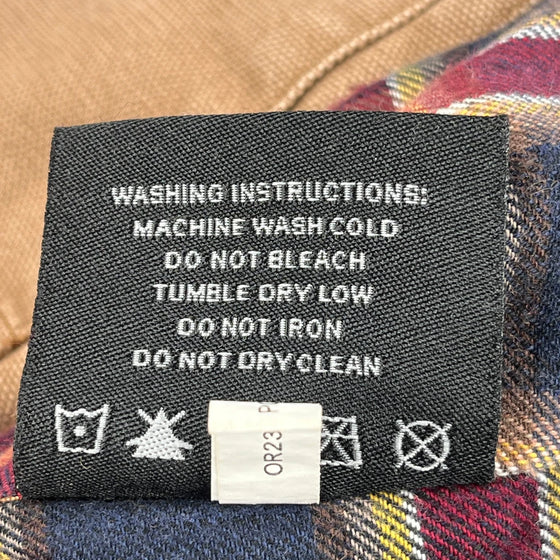 WASHING INSTRUCTIONS:
MACHINE WASH COLD
DO NOT BLEACH
TUMBLE DRY LOW
DO NOT IRON
DO NOT DRY CLEAN
OR23 P